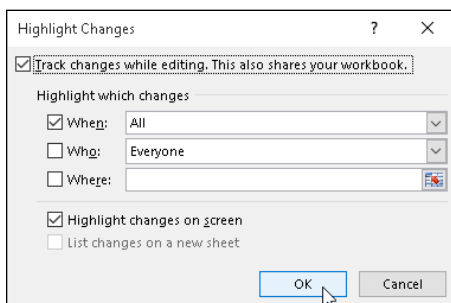 Highlight Changes ? ×
Track changes while editing. This also shares your workbook.
Highlight which changes
When: All
Who: Everyone
Where:
Highlight changes on screen
List changes on a new sheet
OK Cancel